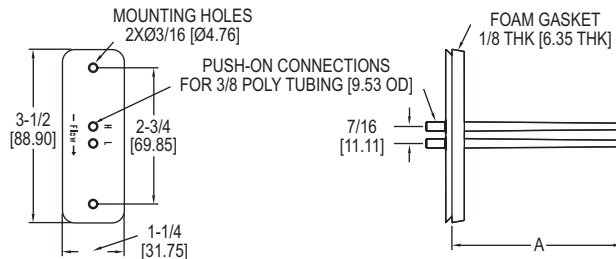 MOUNTING HOLES
2XØ3/16 [Ø4.76]
FOAM GASKET
1/8 THK [6.35 THK]
PUSH-ON CONNECTIONS
FOR 3/8 POLY TUBING [9.53 OD]
3-1/2
[88.90]
Flow
H
L
2-3/4
[69.85]
7/16
[11.11]
1-1/4
[31.75]
A